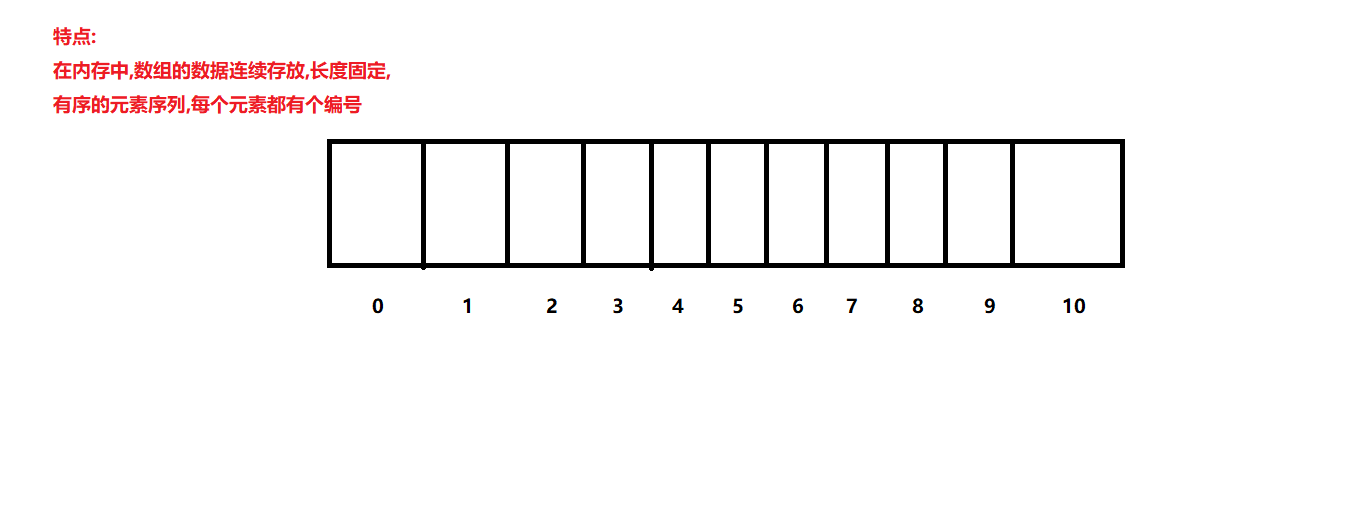 特点:
在内存中,数组的数据连续存放,长度固定,
有序的元素序列,每个元素都有个编号
0 1 2 3 4 5 6 7 8 9 10